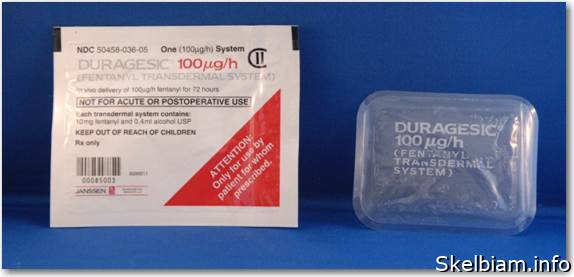 NDC 50458-036-05 One (100µg/h) System
DURAGESIC® 100µg/h CII
(FENTANYL TRANSDERMAL SYSTEM)
In vivo delivery of 100µg/h fentanyl for 72 hours
NOT FOR ACUTE OR POSTOPERATIVE USE
Each transdermal system contains:
10mg fentanyl and 0.4ml alcohol USP
KEEP OUT OF REACH OF CHILDREN
Rx only
ATTENTION:
Only for use by
patient for whom
prescribed.
00085003
JANSSEN
DURAGESIC®
100 µg/h
(FENTANYL
TRANSDERMAL
SYSTEM)
Skelbiam.info